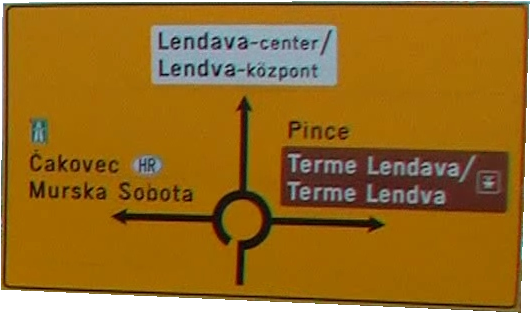 Lendava-center/
Lendva-központ
Pince
Terme Lendava/
Terme Lendva
Čakovec HR
Murska Sobota